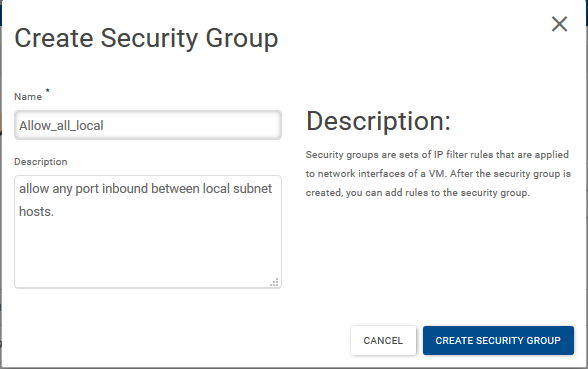 Create Security Group
Name *
Allow_all_local
Description
allow any port inbound between local subnet
hosts.
Description:
Security groups are sets of IP filter rules that are applied
to network interfaces of a VM. After the security group is
created, you can add rules to the security group.
CANCEL
CREATE SECURITY GROUP